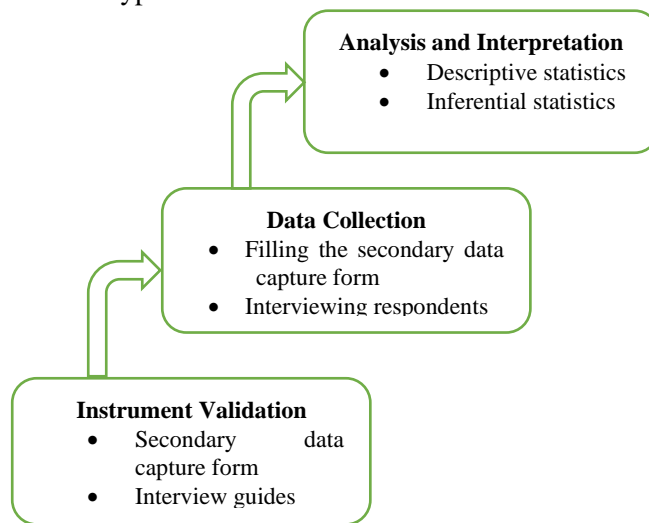 Analysis and Interpretation
• Descriptive statistics
• Inferential statistics
Data Collection
• Filling the secondary data
capture form
• Interviewing respondents
Instrument Validation
• Secondary data
capture form
• Interview guides